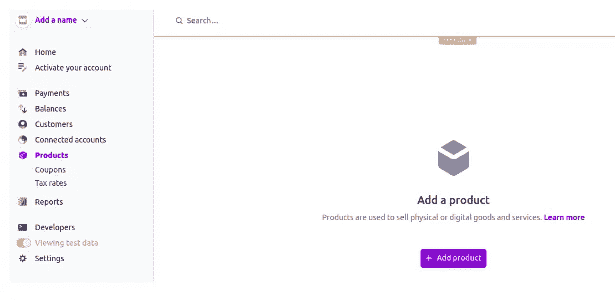 Add a name
Search...
Home
Activate your account
Payments
Balances
Customers
Connected accounts
Products
Coupons
Tax rates
Reports
Developers
Viewing test data
Settings
Add a product
Products are used to sell physical or digital goods and services. Learn more
+ Add product